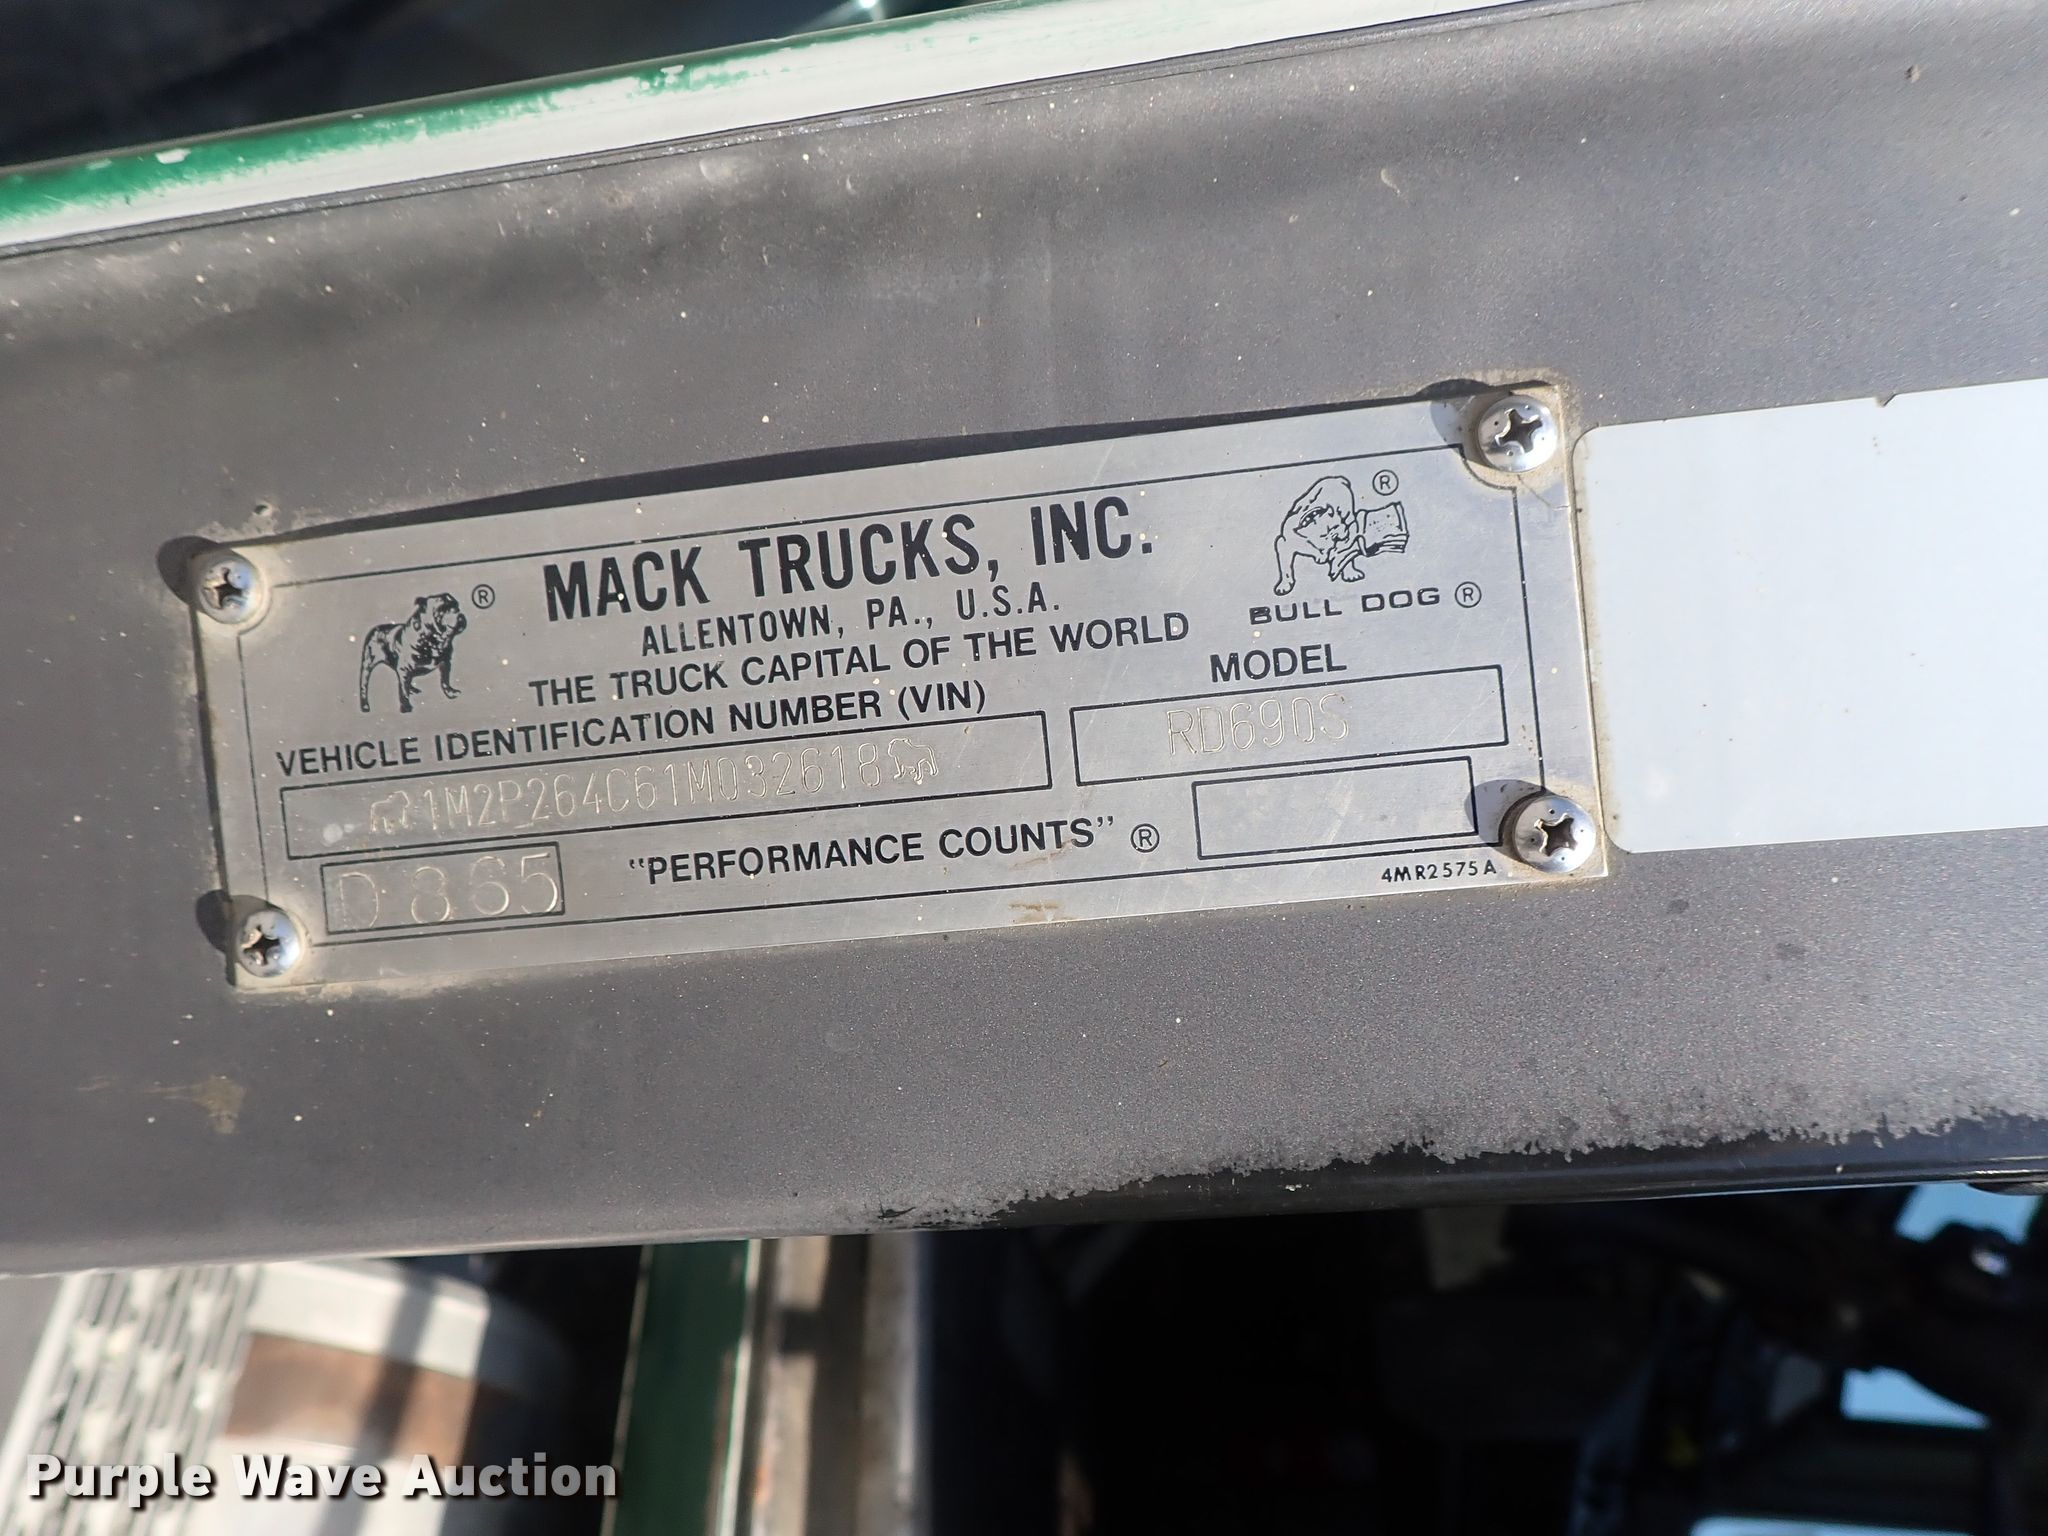 MACK TRUCKS, INC.
ALLENTOWN, PA., U.S.A.
THE TRUCK CAPITAL OF THE WORLD
BULL DOG ®
®
®
VEHICLE IDENTIFICATION NUMBER (VIN)
MODEL
1M2P264C61M032618
RD690S
D 865
"PERFORMANCE COUNTS" ®
4MR2575A
Purple Wave Auction